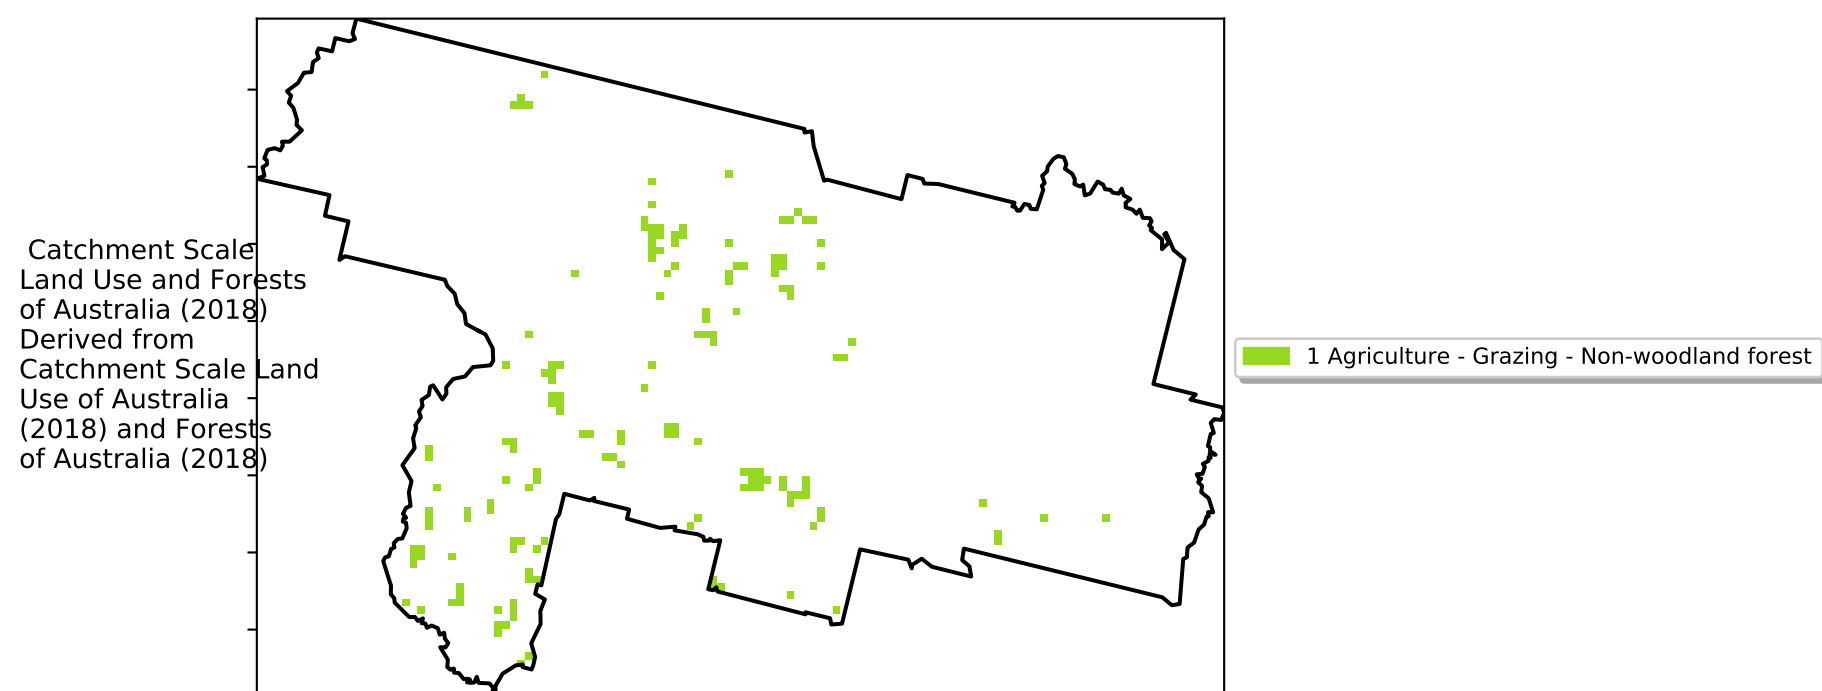 Catchment Scale
Land Use and Forests
of Australia (2018)
Derived from
Catchment Scale Land
Use of Australia
(2018) and Forests
of Australia (2018)
1 Agriculture - Grazing - Non-woodland forest